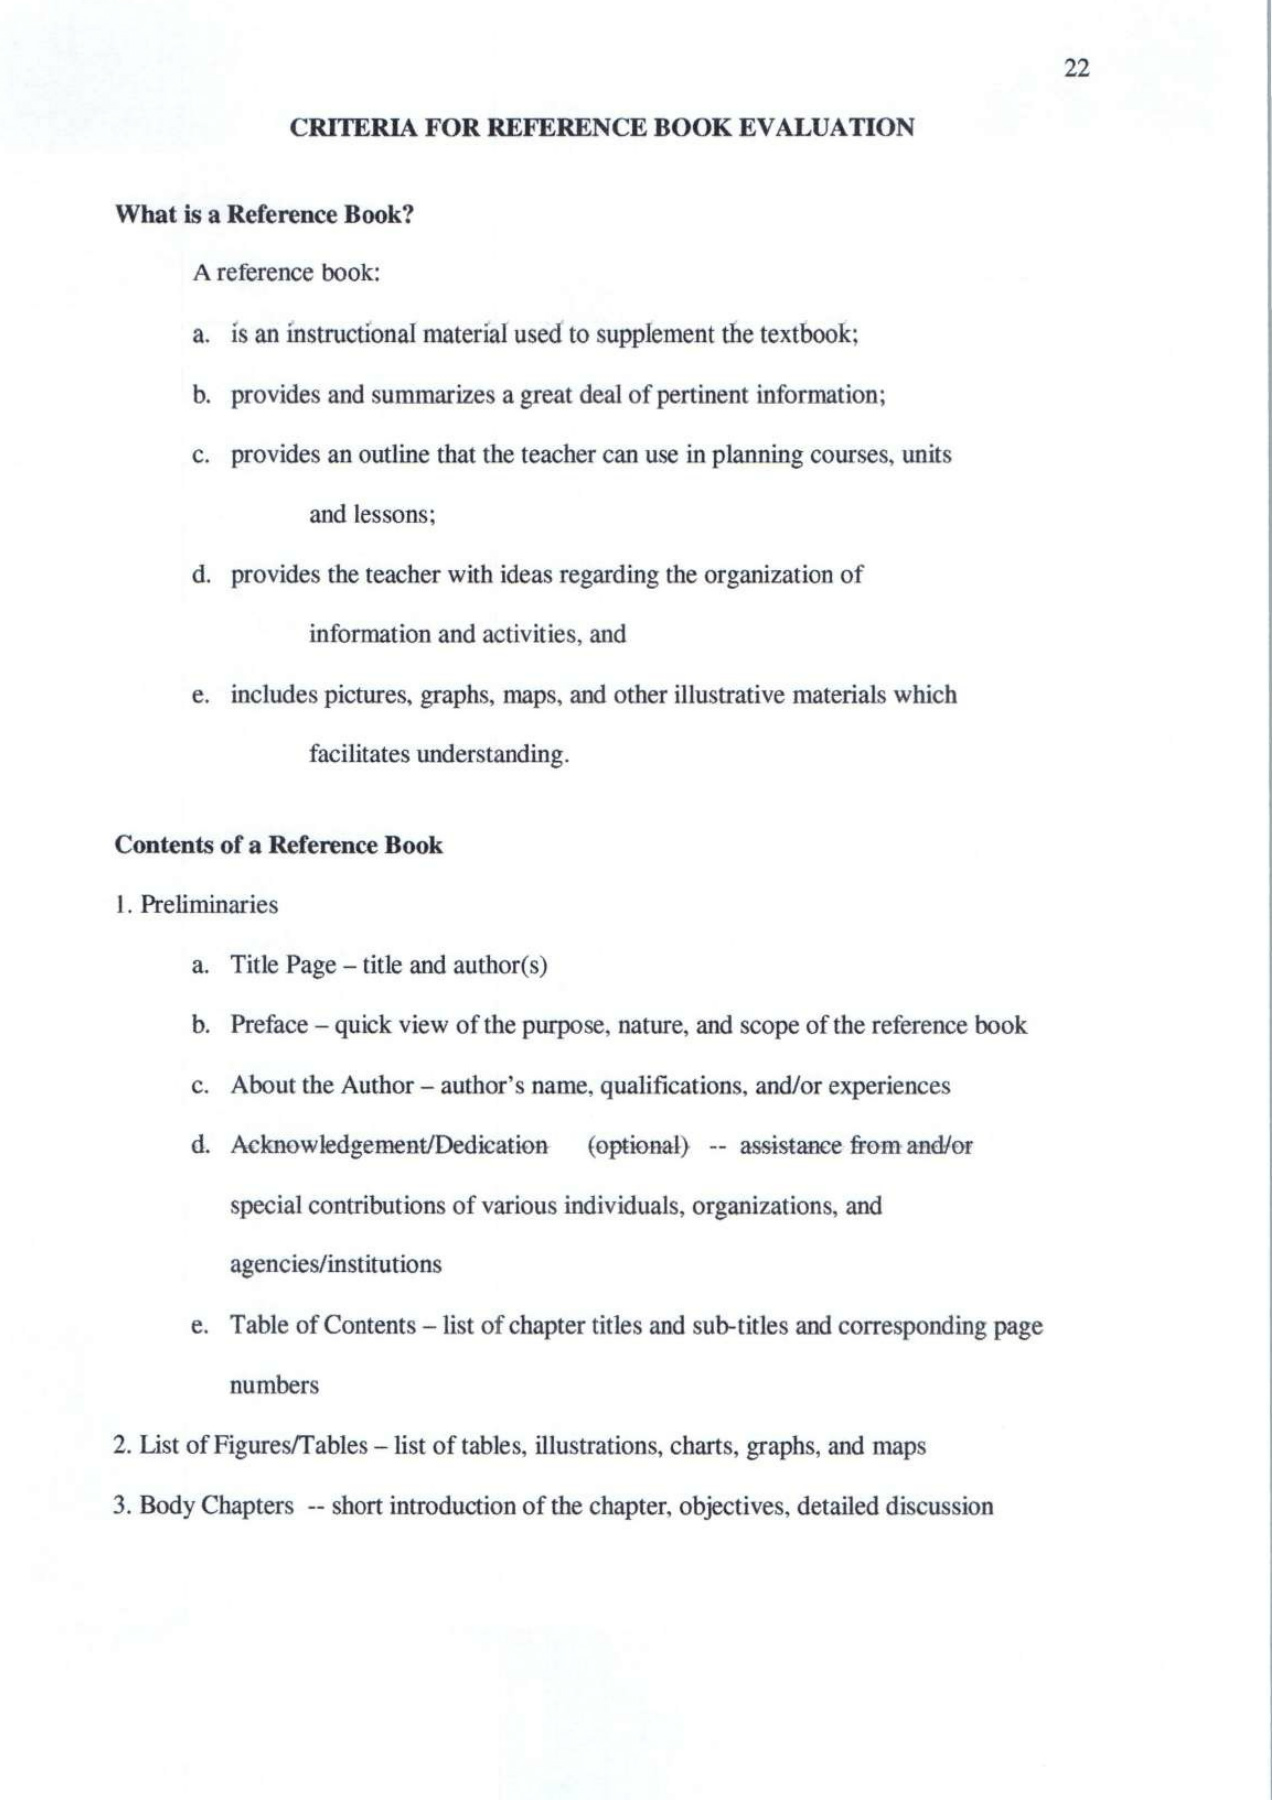 22
CRITERIA FOR REFERENCE BOOK EVALUATION
What is a Reference Book?
A reference book:
a. is an instructional material used to supplement the textbook;
b. provides and summarizes a great deal of pertinent information;
c. provides an outline that the teacher can use in planning courses, units
and lessons;
d. provides the teacher with ideas regarding the organization of
information and activities, and
e. includes pictures, graphs, maps, and other illustrative materials which
facilitates understanding.
Contents of a Reference Book
1. Preliminaries
a. Title Page – title and author(s)
b. Preface – quick view of the purpose, nature, and scope of the reference book
c. About the Author – author's name, qualifications, and/or experiences
d. Acknowledgement/Dedication (optional) -- assistance from and/or
special contributions of various individuals, organizations, and
agencies/institutions
e. Table of Contents – list of chapter titles and sub-titles and corresponding page
numbers
2. List of Figures/Tables – list of tables, illustrations, charts, graphs, and maps
3. Body Chapters -- short introduction of the chapter, objectives, detailed discussion